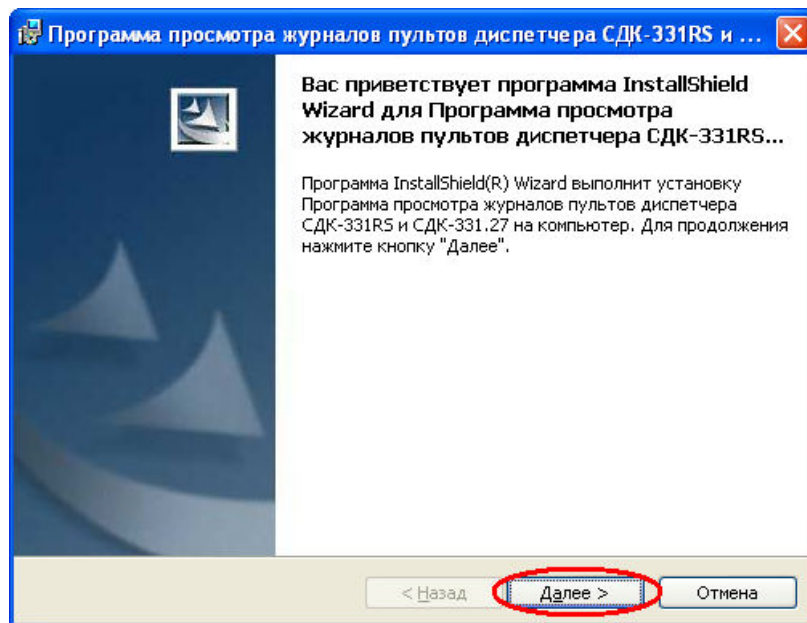 Программа просмотра журналов пультов диспетчера СДК-331RS и ...
Вас приветствует программа InstallShield
Wizard для Программа просмотра
журналов пультов диспетчера СДК-331RS...
Программа InstallShield(R) Wizard выполнит установку
Программа просмотра журналов пультов диспетчера
СДК-331RS и СДК-331.27 на компьютер. Для продолжения
нажмите кнопку "Далее".
< Назад
Далее >
Отмена